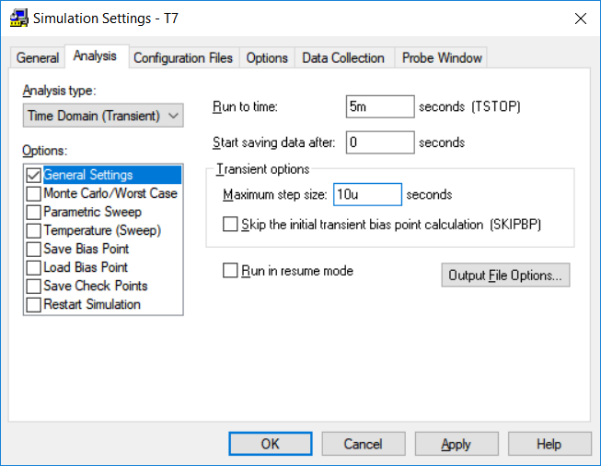 Simulation Settings - T7
General Analysis Configuration Files Options Data Collection Probe Window
Analysis type:
Time Domain (Transient)
Options:
General Settings
Monte Carlo/Worst Case
Parametric Sweep
Temperature (Sweep)
Save Bias Point
Load Bias Point
Save Check Points
Restart Simulation
Run to time: 5m seconds (TSTOP)
Start saving data after: 0 seconds
Transient options
Maximum step size: 10u seconds
Skip the initial transient bias point calculation (SKIPBP)
Run in resume mode
Output File Options...
OK Cancel Apply Help